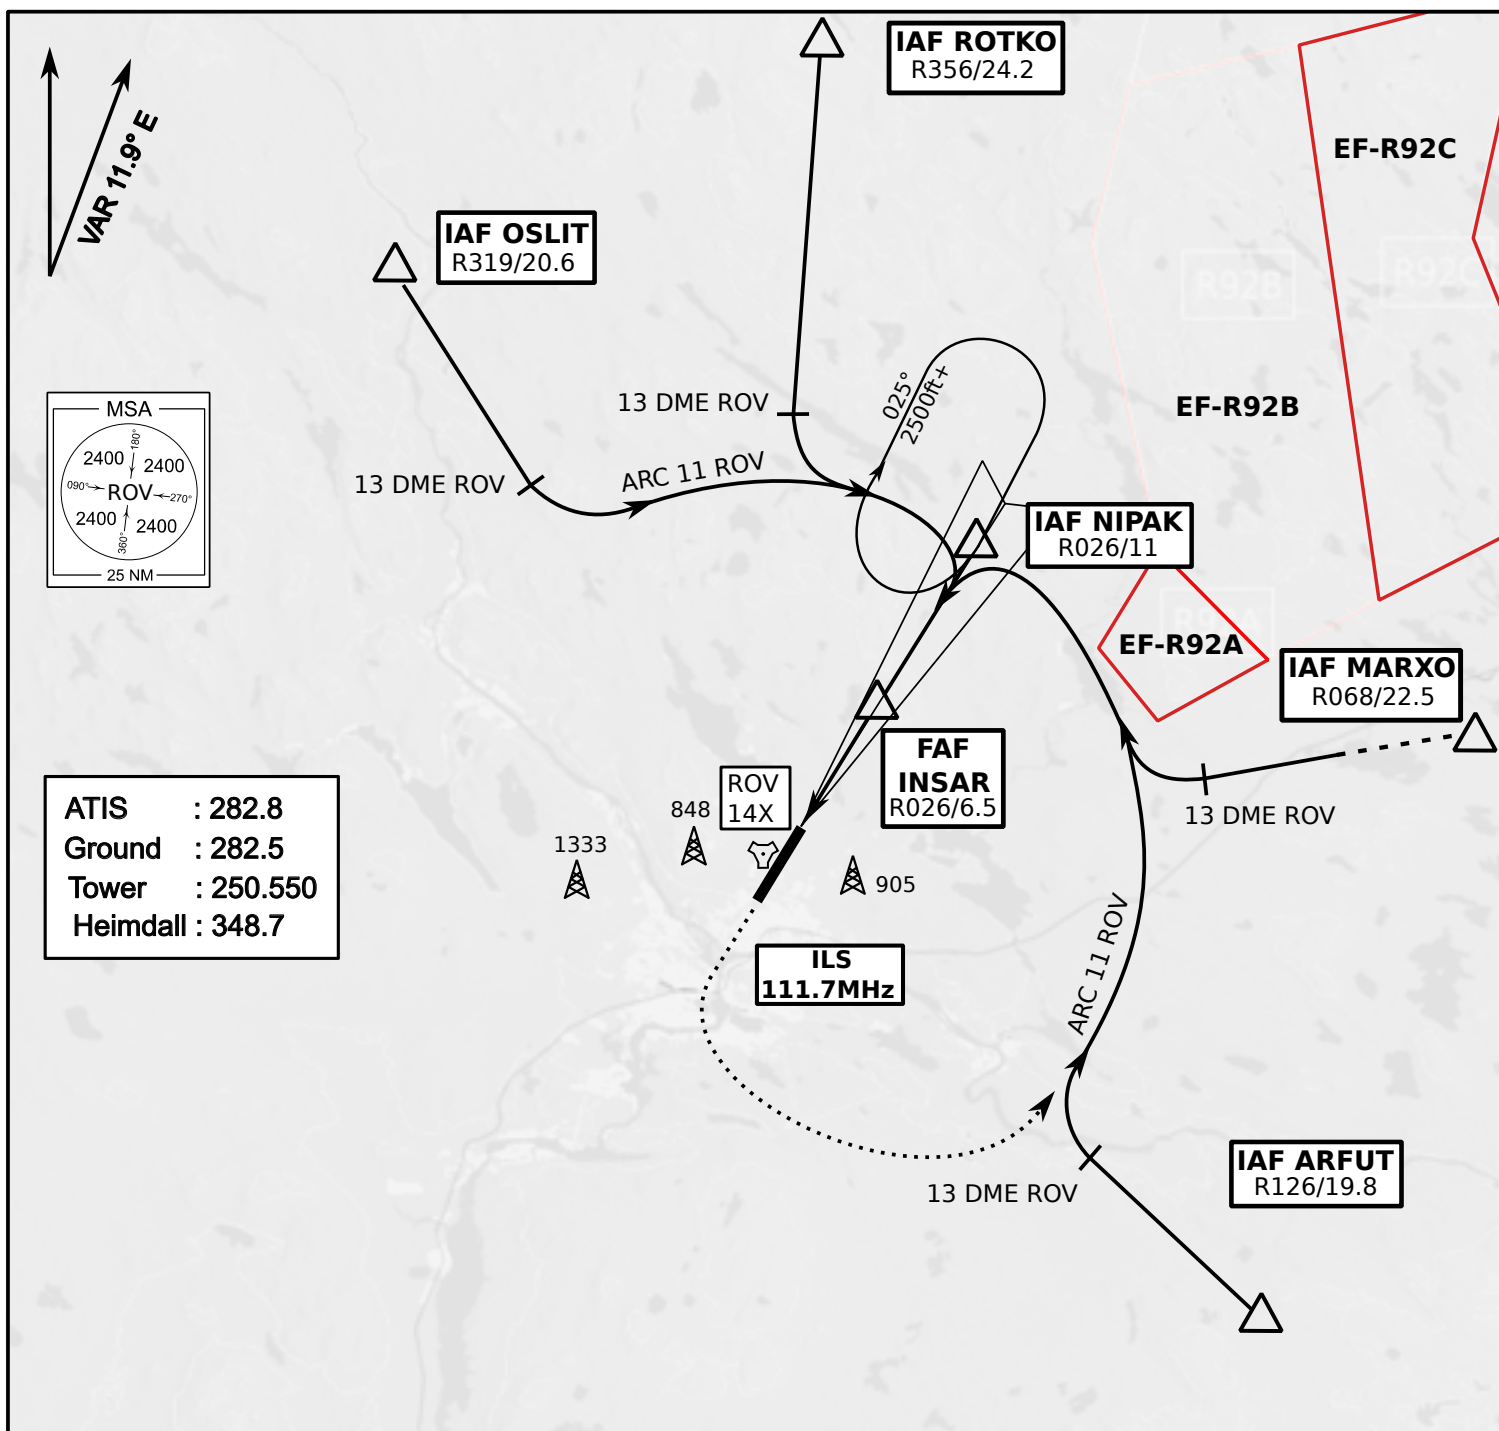 IAF ROTKO
R356/24.2
VAR 11.9° E
EF-R92C
IAF OSLIT
R319/20.6
R92B
R92C
025°
2500ft+
13 DME ROV
EF-R92B
MSA
180°
2400
2400
090°
ROV
270°
2400
2400
360°
25 NM
ARC 11 ROV
13 DME ROV
IAF NIPAK
R026/11
R92A
EF-R92A
IAF MARXO
R068/22.5
FAF
INSAR
R026/6.5
ROV
14X
848
1333
905
13 DME ROV
ATIS : 282.8
Ground : 282.5
Tower : 250.550
Heimdall : 348.7
ILS
111.7MHz
ARC 11 ROV
13 DME ROV
IAF ARFUT
R126/19.8